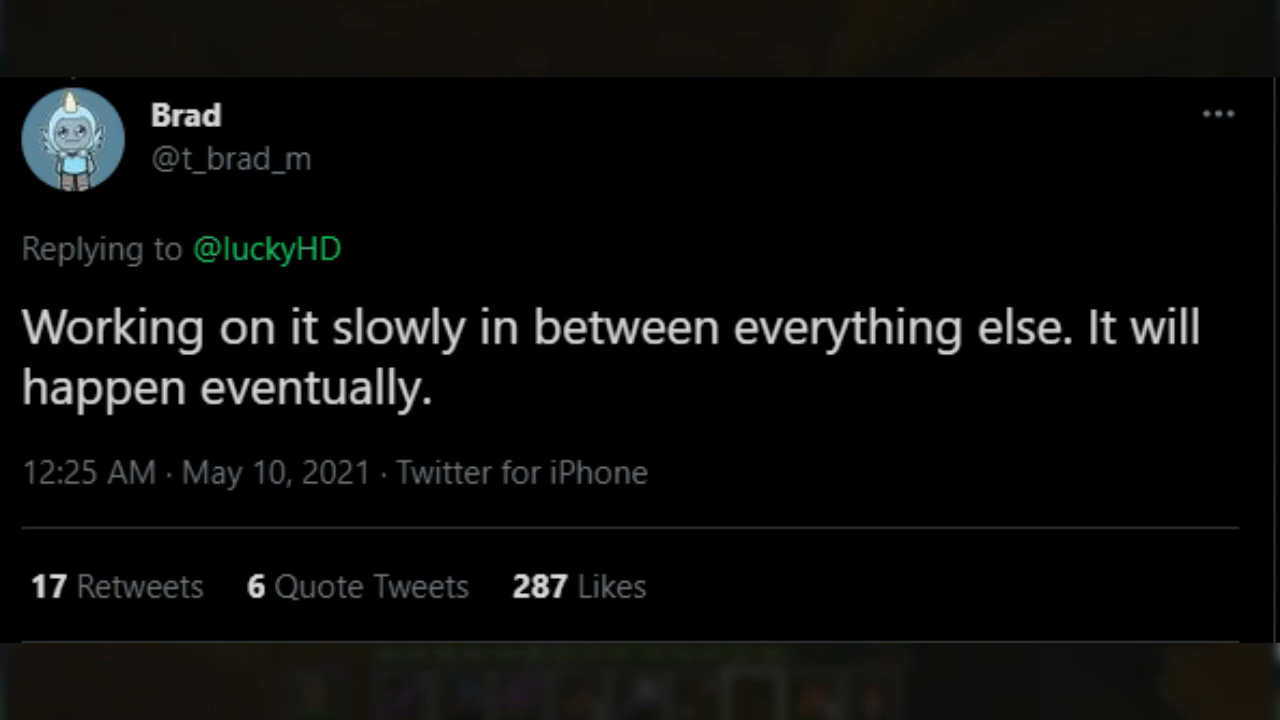 Brad
@t_brad_m
Replying to @luckyHD
Working on it slowly in between everything else. It will
happen eventually.
12:25 AM · May 10, 2021 · Twitter for iPhone
17 Retweets 6 Quote Tweets 287 Likes